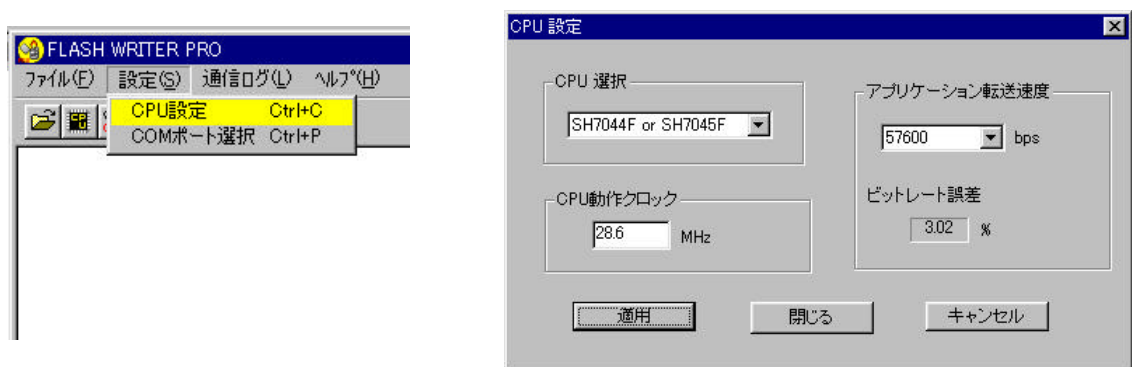 FLASH WRITER PRO
ファイル(F) 設定(S) 通信ログ(L) ヘルプ(H)
CPU設定 Ctrl+C
COMポート選択 Ctrl+P
CPU 設定
CPU 選択
SH7044F or SH7045F
アプリケーション転送速度
57600 bps
CPU動作クロック
28.6 MHz
ビットレート誤差
3.02 %
適用 閉じる キャンセル